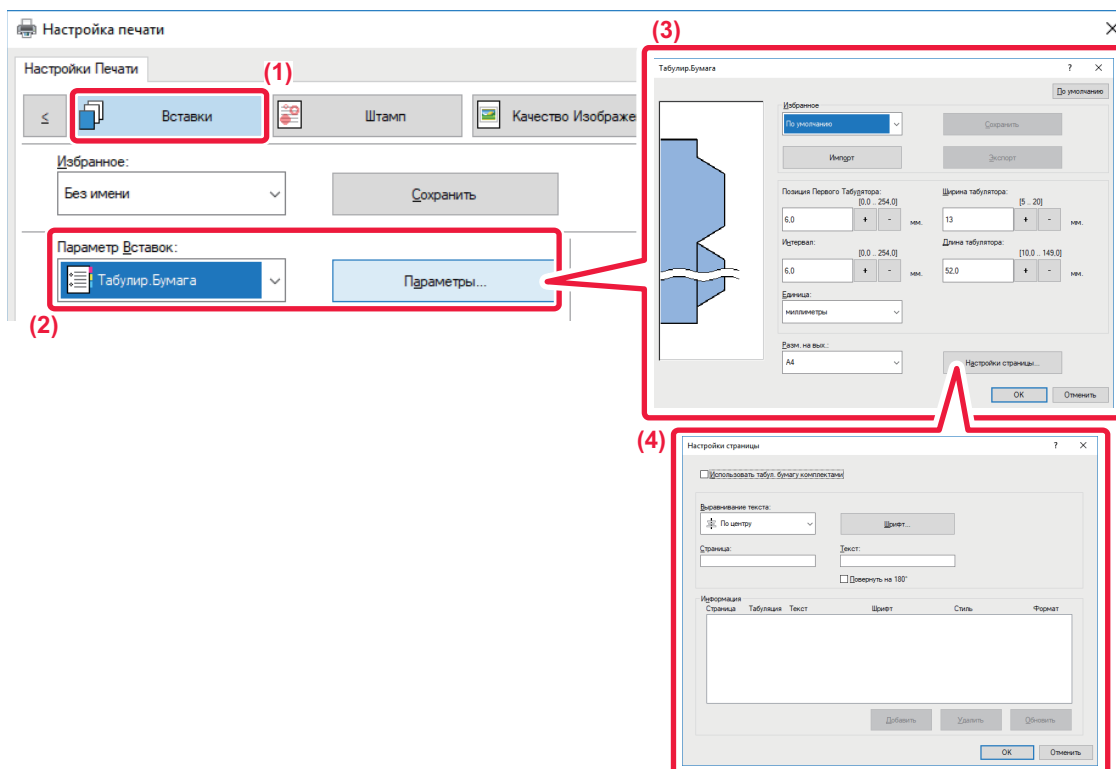 Настройка печати
Настройки Печати
(1)
≤ Вставки Штамп Качество Изображе
Избранное:
Без имени Сохранить
Параметр Вставок:
Табулир.Бумага Параметры...
(2)
(3)
Табулир.Бумага ? ×
По умолчанию
Избранное
По умолчанию Сохранить
Импорт Экспорт
Позиция Первого Табулятора: Ширина табулятора:
[0.0 .. 254.0] [5 .. 20]
6,0 + - мм. 13 + - мм.
Интервал: Длина табулятора:
[0.0 .. 254.0] [10.0 .. 149.0]
6,0 + - мм. 52,0 + - мм.
Единица:
миллиметры
Разм. на вых.:
A4 Настройки страницы...
OK Отменить
(4)
Настройки страницы ? ×
Использовать табул. бумагу комплектами
Выравнивание текста:
По центру Шрифт...
Страница: Текст:
Повернуть на 180°
Информация
Страница Табуляция Текст Шрифт Стиль Формат
Добавить Удалить Обновить
OK Отменить